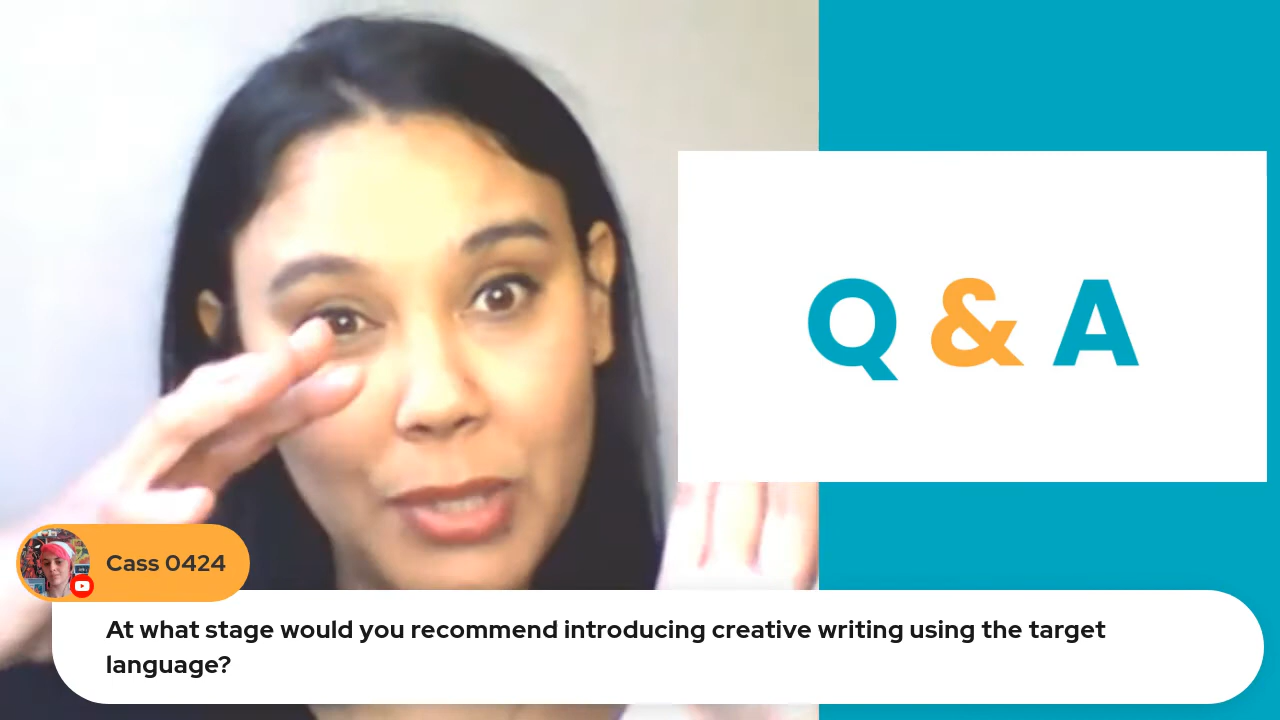 Q & A
Cass 0424
At what stage would you recommend introducing creative writing using the target
language?